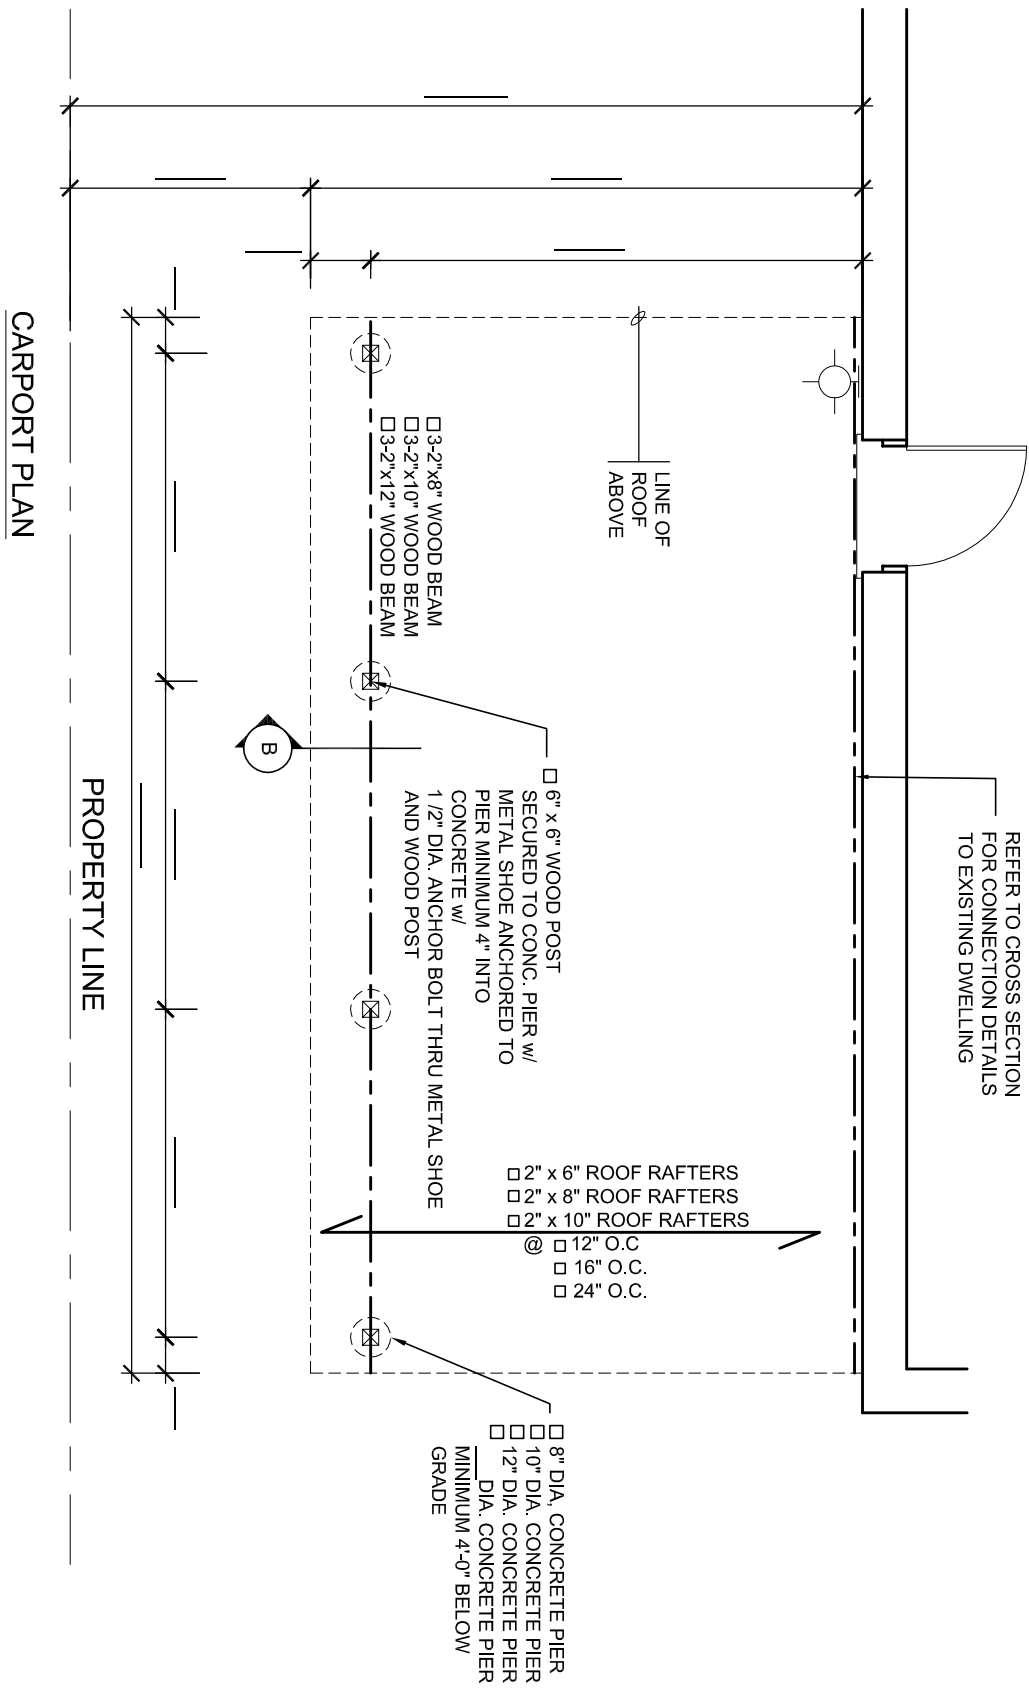 REFER TO CROSS SECTION
FOR CONNECTION DETAILS
TO EXISTING DWELLING
LINE OF
ROOF
ABOVE
□ 3-2"x8" WOOD BEAM
□ 3-2"x10" WOOD BEAM
□ 3-2"x12" WOOD BEAM
□ 6" x 6" WOOD POST
SECURED TO CONC. PIER w/
METAL SHOE ANCHORED TO
PIER MINIMUM 4" INTO
CONCRETE w/
1 /2" DIA. ANCHOR BOLT THRU METAL SHOE
AND WOOD POST
□ 2" x 6" ROOF RAFTERS
□ 2" x 8" ROOF RAFTERS
□ 2" x 10" ROOF RAFTERS
@ □ 12" O.C
□ 16" O.C.
□ 24" O.C.
□ 8" DIA, CONCRETE PIER
□ 10" DIA. CONCRETE PIER
□ 12" DIA. CONCRETE PIER
□ ____ DIA. CONCRETE PIER
MINIMUM 4'-0" BELOW
GRADE
B
PROPERTY LINE
CARPORT PLAN